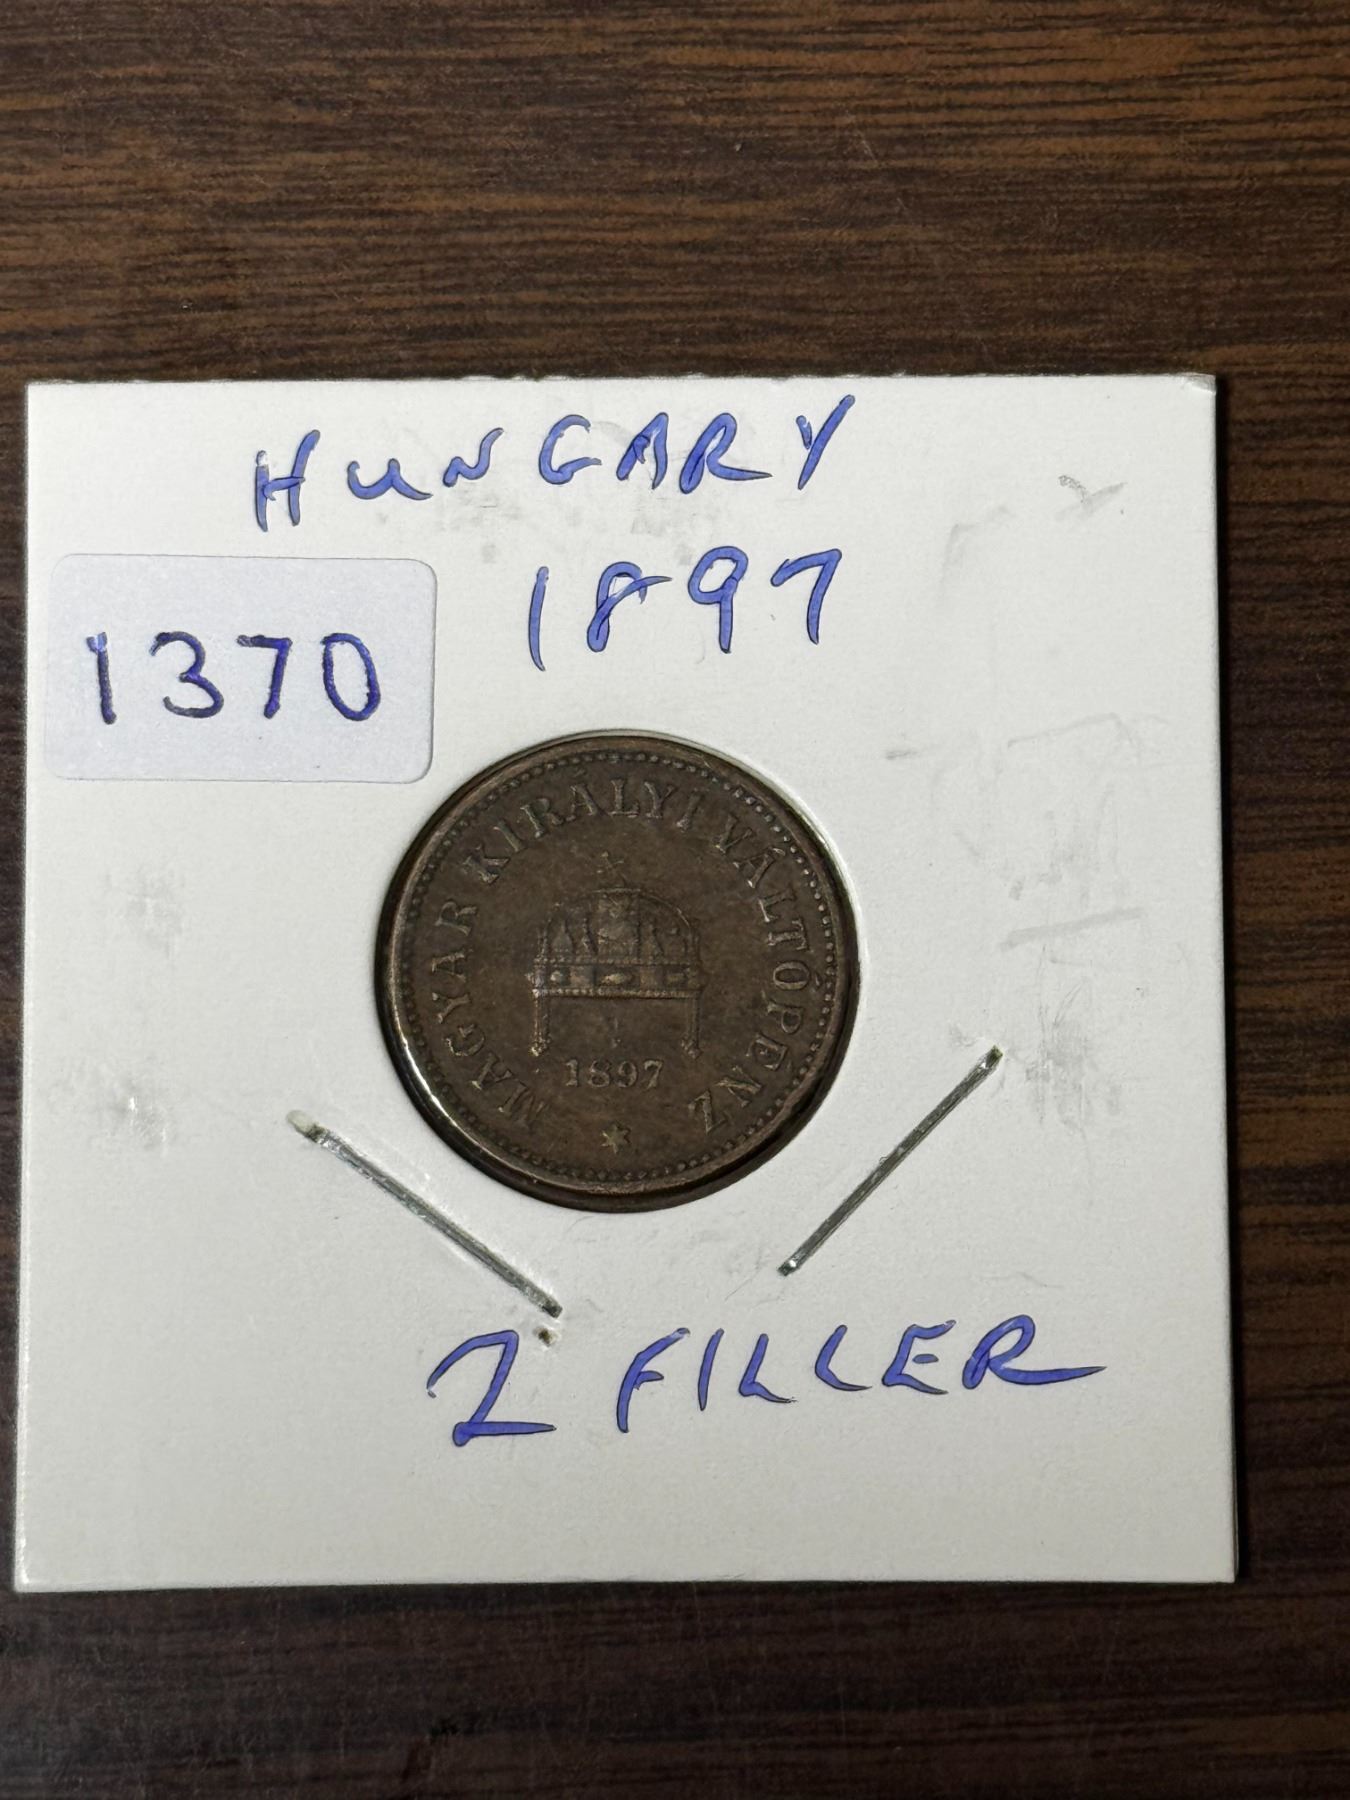 HUNGARY
1897
1370
MAGYAR KIRÁLYI VÁLTÓPÉNZ
1897
2 FILLER